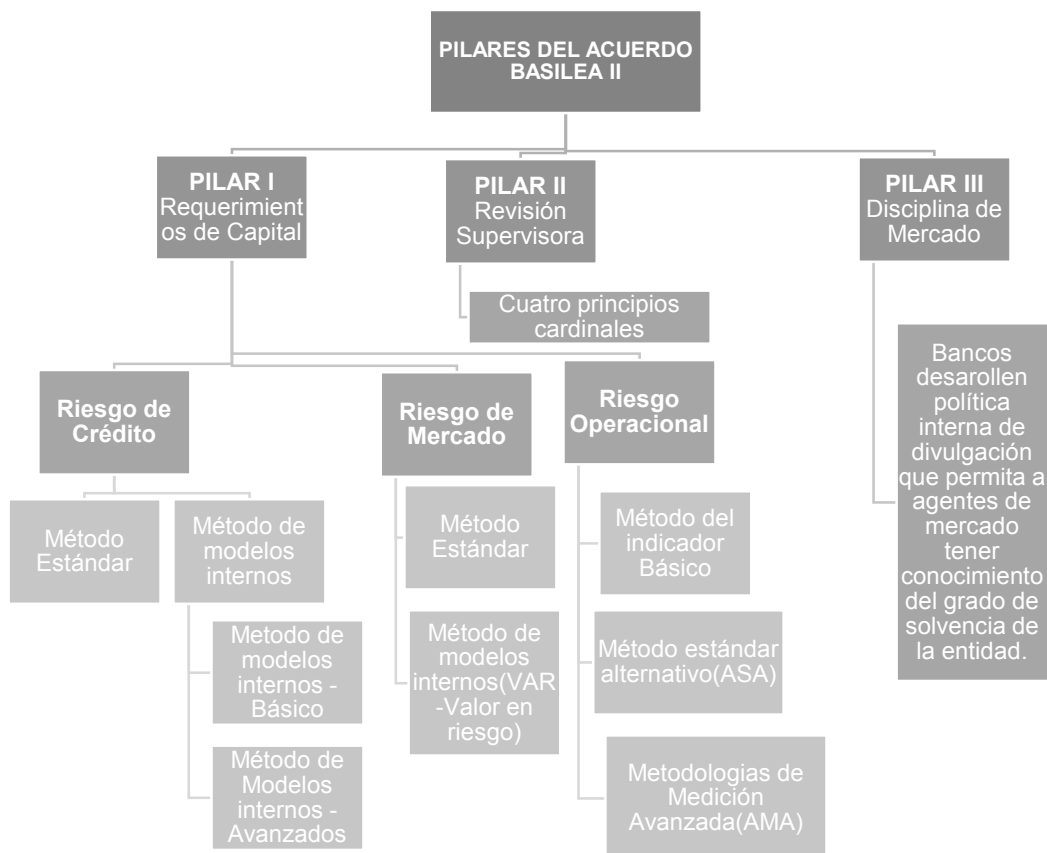 PILARES DEL ACUERDO
BASILEA II
PILAR I
Requerimient
os de Capital
PILAR II
Revisión
Supervisora
PILAR III
Disciplina de
Mercado
Cuatro principios
cardinales
Bancos
desarollen
política
interna de
divulgación
que permita a
agentes de
mercado
tener
conocimiento
del grado de
solvencia de
la entidad.
Riesgo de
Crédito
Riesgo de
Mercado
Riesgo
Operacional
Método
Estándar
Método de
modelos
internos
Metodo de
modelos
internos -
Básico
Método de
Modelos
internos -
Avanzados
Método
Estándar
Método de
modelos
internos(VAR
-Valor en
riesgo)
Método del
indicador
Básico
Método estándar
alternativo(ASA)
Metodologias de
Medición
Avanzada(AMA)